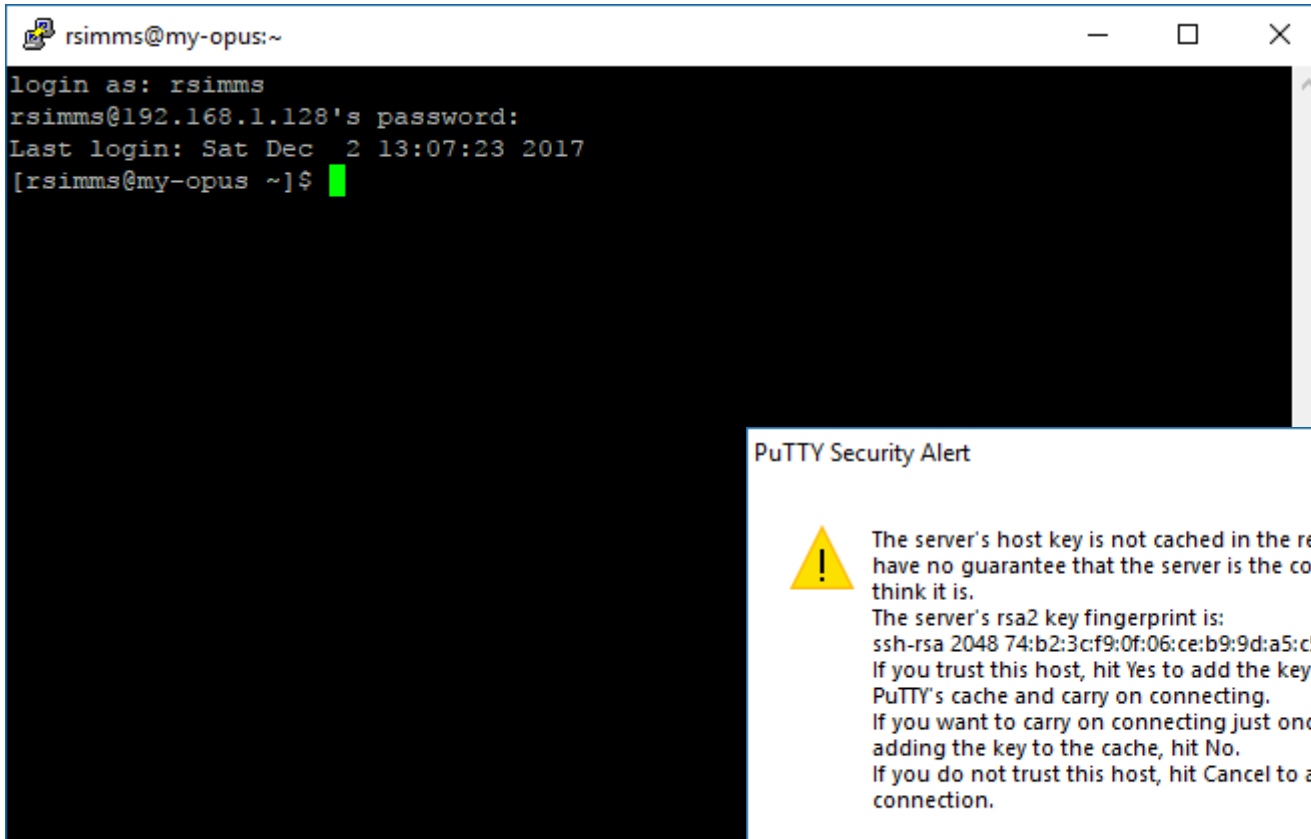 rsimms@my-opus:~
login as: rsimms
rsimms@192.168.1.128's password:
Last login: Sat Dec  2 13:07:23 2017
[rsimms@my-opus ~]$
PuTTY Security Alert
The server's host key is not cached in the
have no guarantee that the server is the
think it is.
The server's rsa2 key fingerprint is:
ssh-rsa 2048 74:b2:3c:f9:0f:06:ce:b9:9d:a5:c
If you trust this host, hit Yes to add the key
PuTTY's cache and carry on connecting.
If you want to carry on connecting just
adding the key to the cache, hit No.
If you do not trust this host, hit Cancel to
connection.